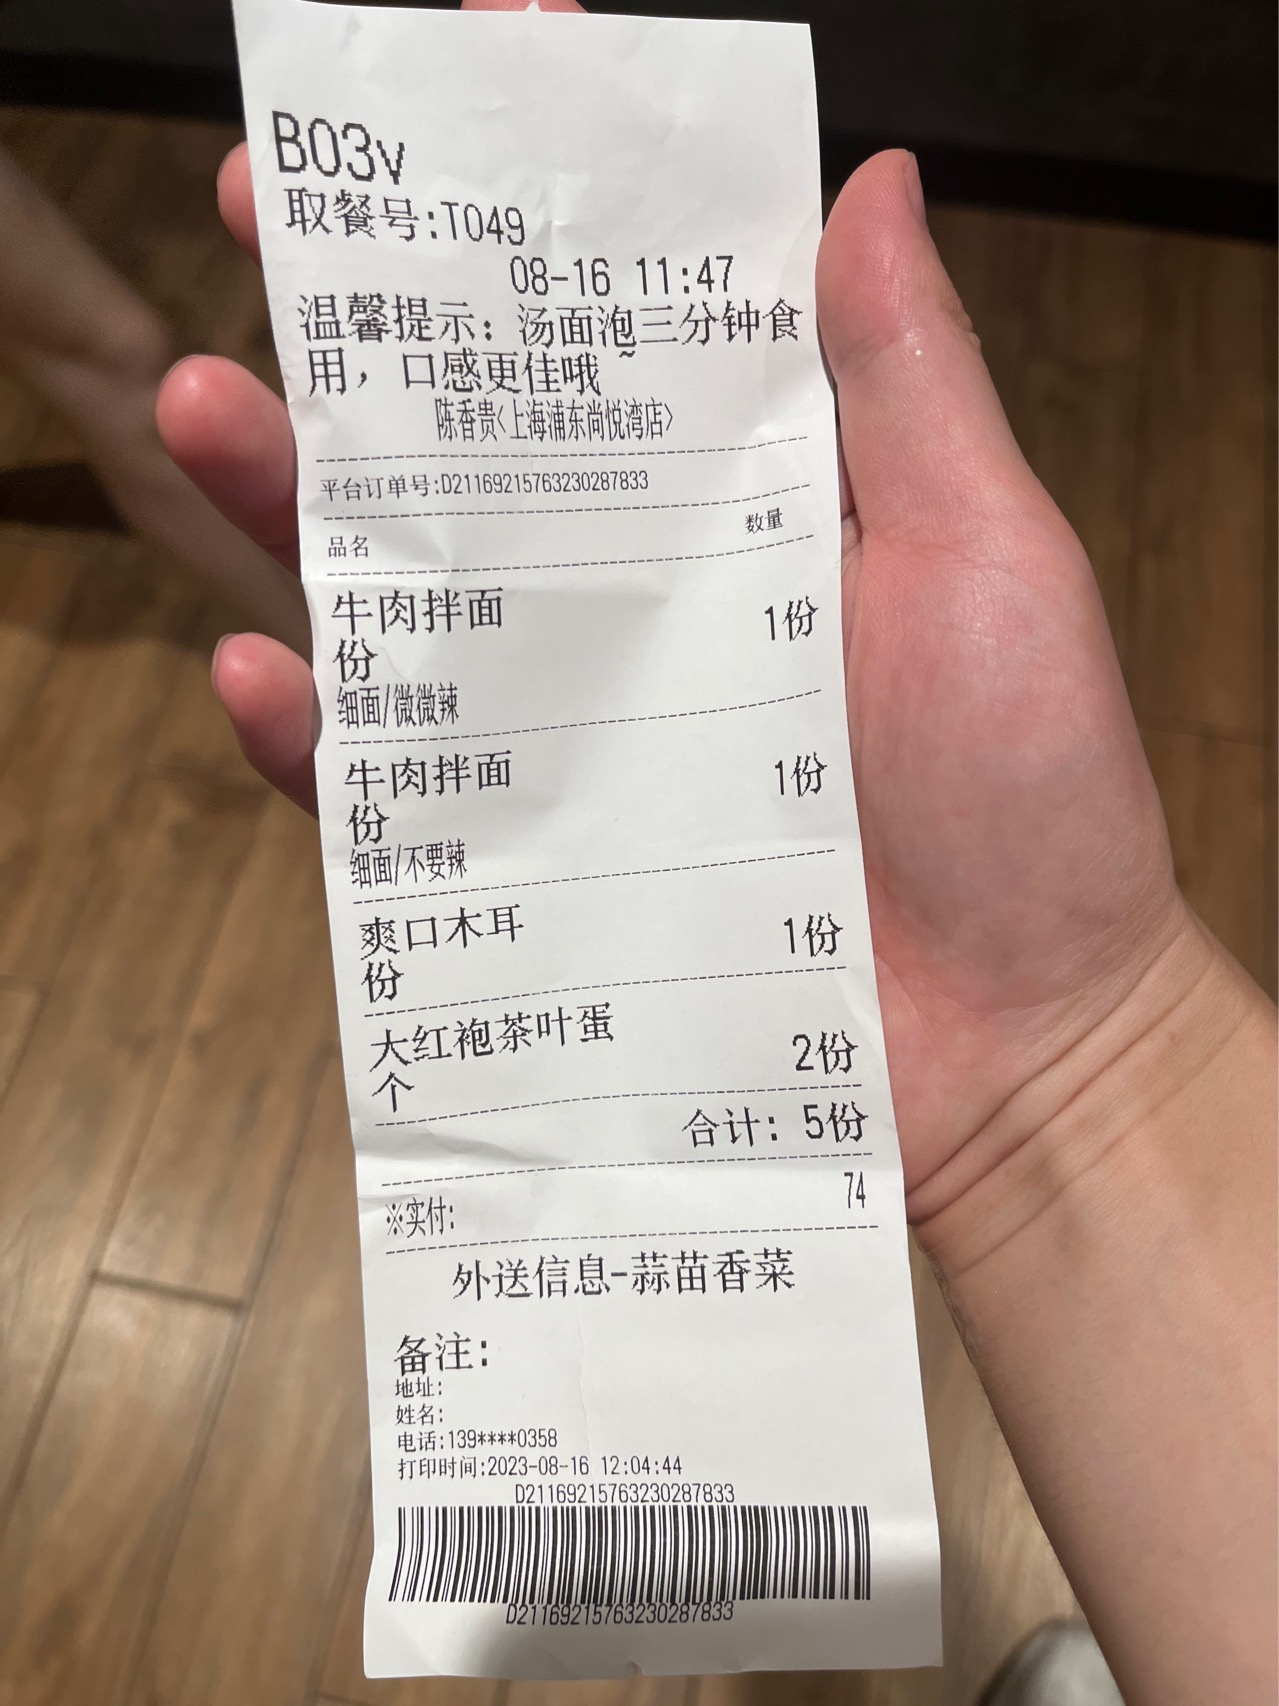 B03v
取餐号:T049
08-16 11:47
温馨提示：汤面泡三分钟食
用，口感更佳哦~
陈香贵<上海浦东尚悦湾店>
平台订单号:D21169215763230287833
品名 数量
牛肉拌面 1份
份
细面/微微辣
牛肉拌面 1份
份
细面/不要辣
爽口木耳 1份
份
大红袍茶叶蛋 2份
个
合计：5份
※实付: 74
外送信息-蒜苗香菜
备注:
地址:
姓名:
电话:139****0358
打印时间:2023-08-16 12:04:44
D21169215763230287833
D21169215763230287833